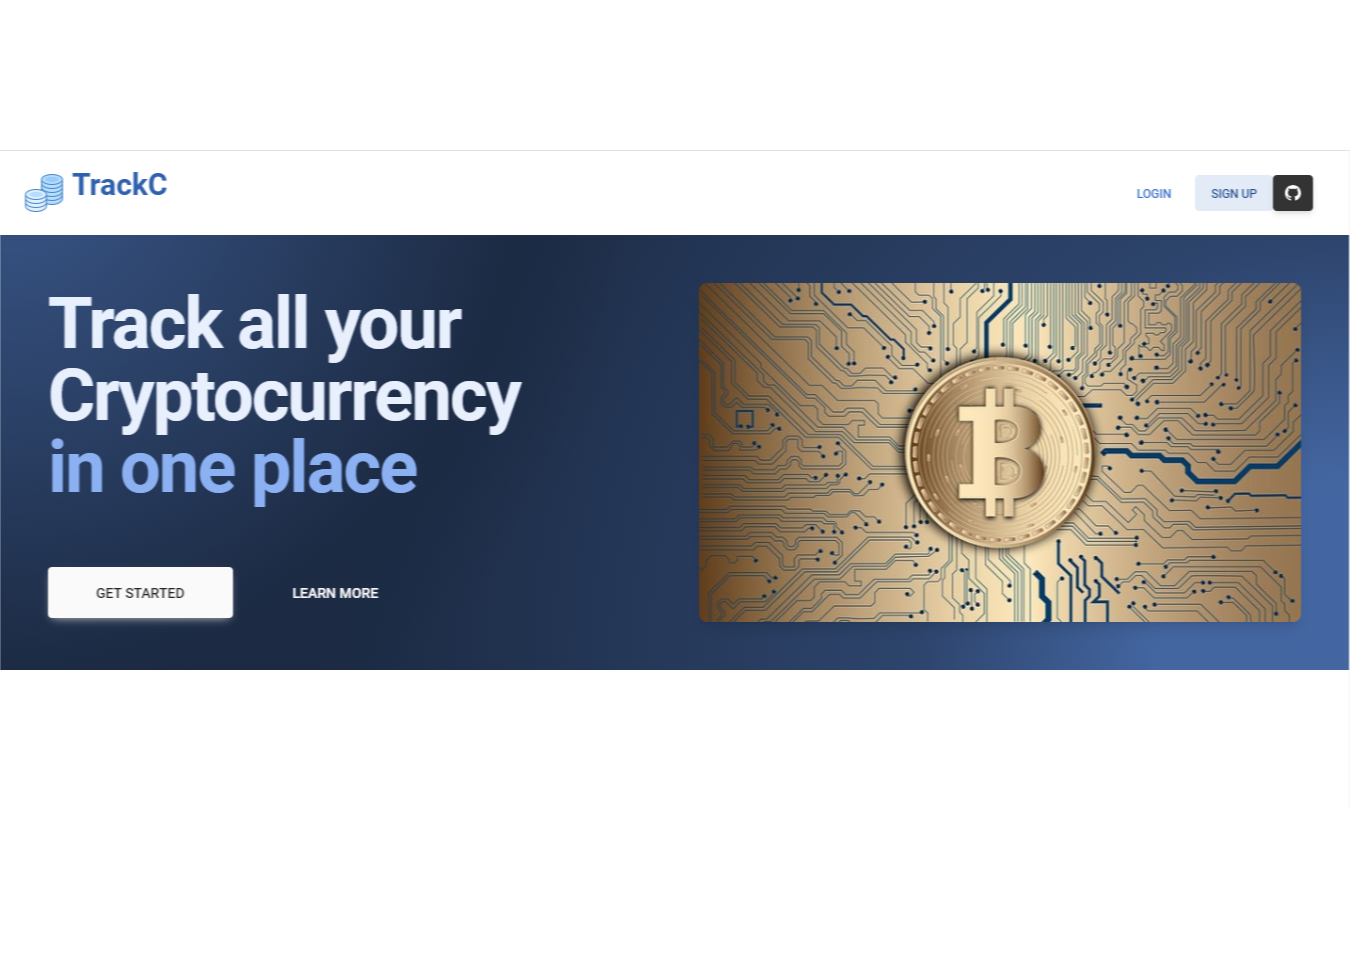 TrackC
LOGIN
SIGN UP
Track all your
Cryptocurrency
in one place
GET STARTED
LEARN MORE